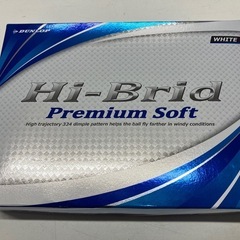 DUNLOP
WHITE
Hi-Brid
Premium Soft
High trajectory 324 dimple pattern helps the ball fly farther in windy conditions